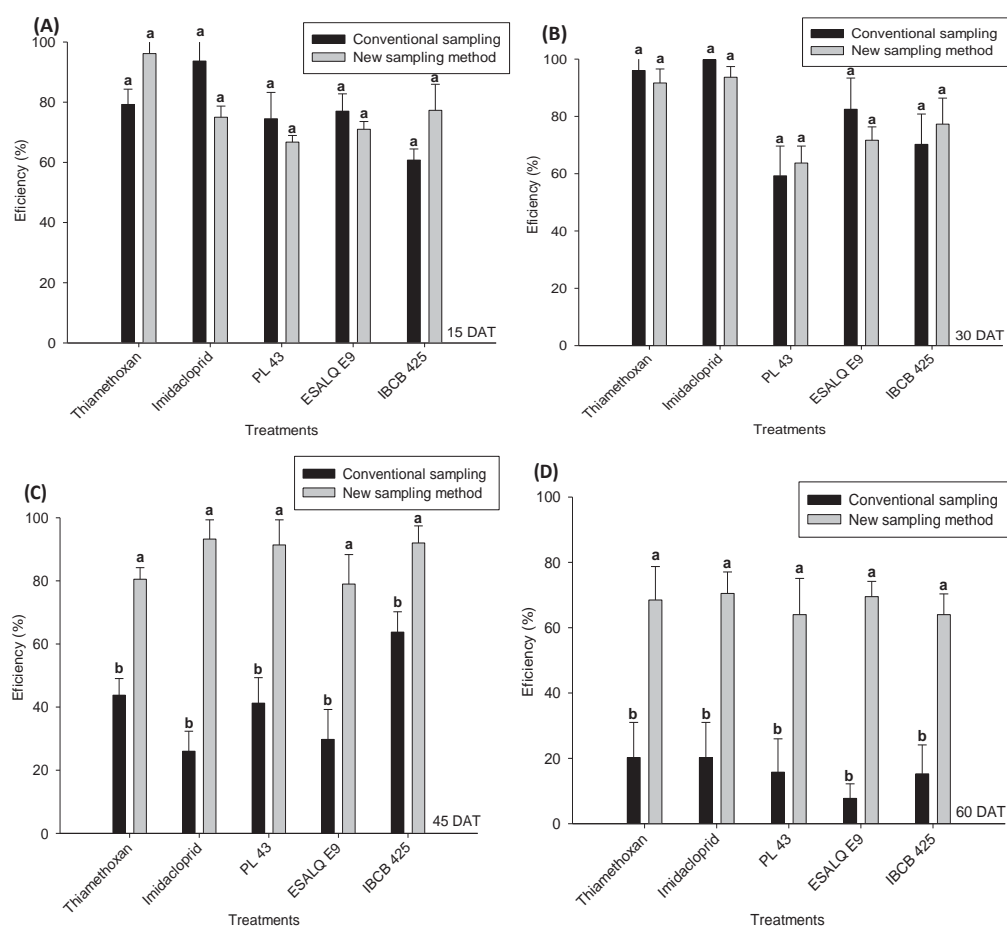 (A)
Conventional sampling
New sampling method
100
80
60
40
20
0
Eficiency (%)
a a a a a a a a a a
15 DAT
Thiamethoxan
Imidacloprid
PL 43
ESALQ E9
IBCB 425
Treatments
(B)
Conventional sampling
New sampling method
100
80
60
40
20
0
Eficiency (%)
a a a a a a a a a a
30 DAT
Thiamethoxan
Imidacloprid
PL 43
ESALQ E9
IBCB 425
Treatments
(C)
Conventional sampling
New sampling method
100
80
60
40
20
0
Eficiency (%)
b a b a b a b a b a
45 DAT
Thiamethoxan
Imidacloprid
PL 43
ESALQ E9
IBCB 425
Treatments
(D)
Conventional sampling
New sampling method
100
80
60
40
20
0
Eficiency (%)
b a b a b a b a b a
60 DAT
Thiamethoxan
Imidacloprid
PL 43
ESALQ E9
IBCB 425
Treatments